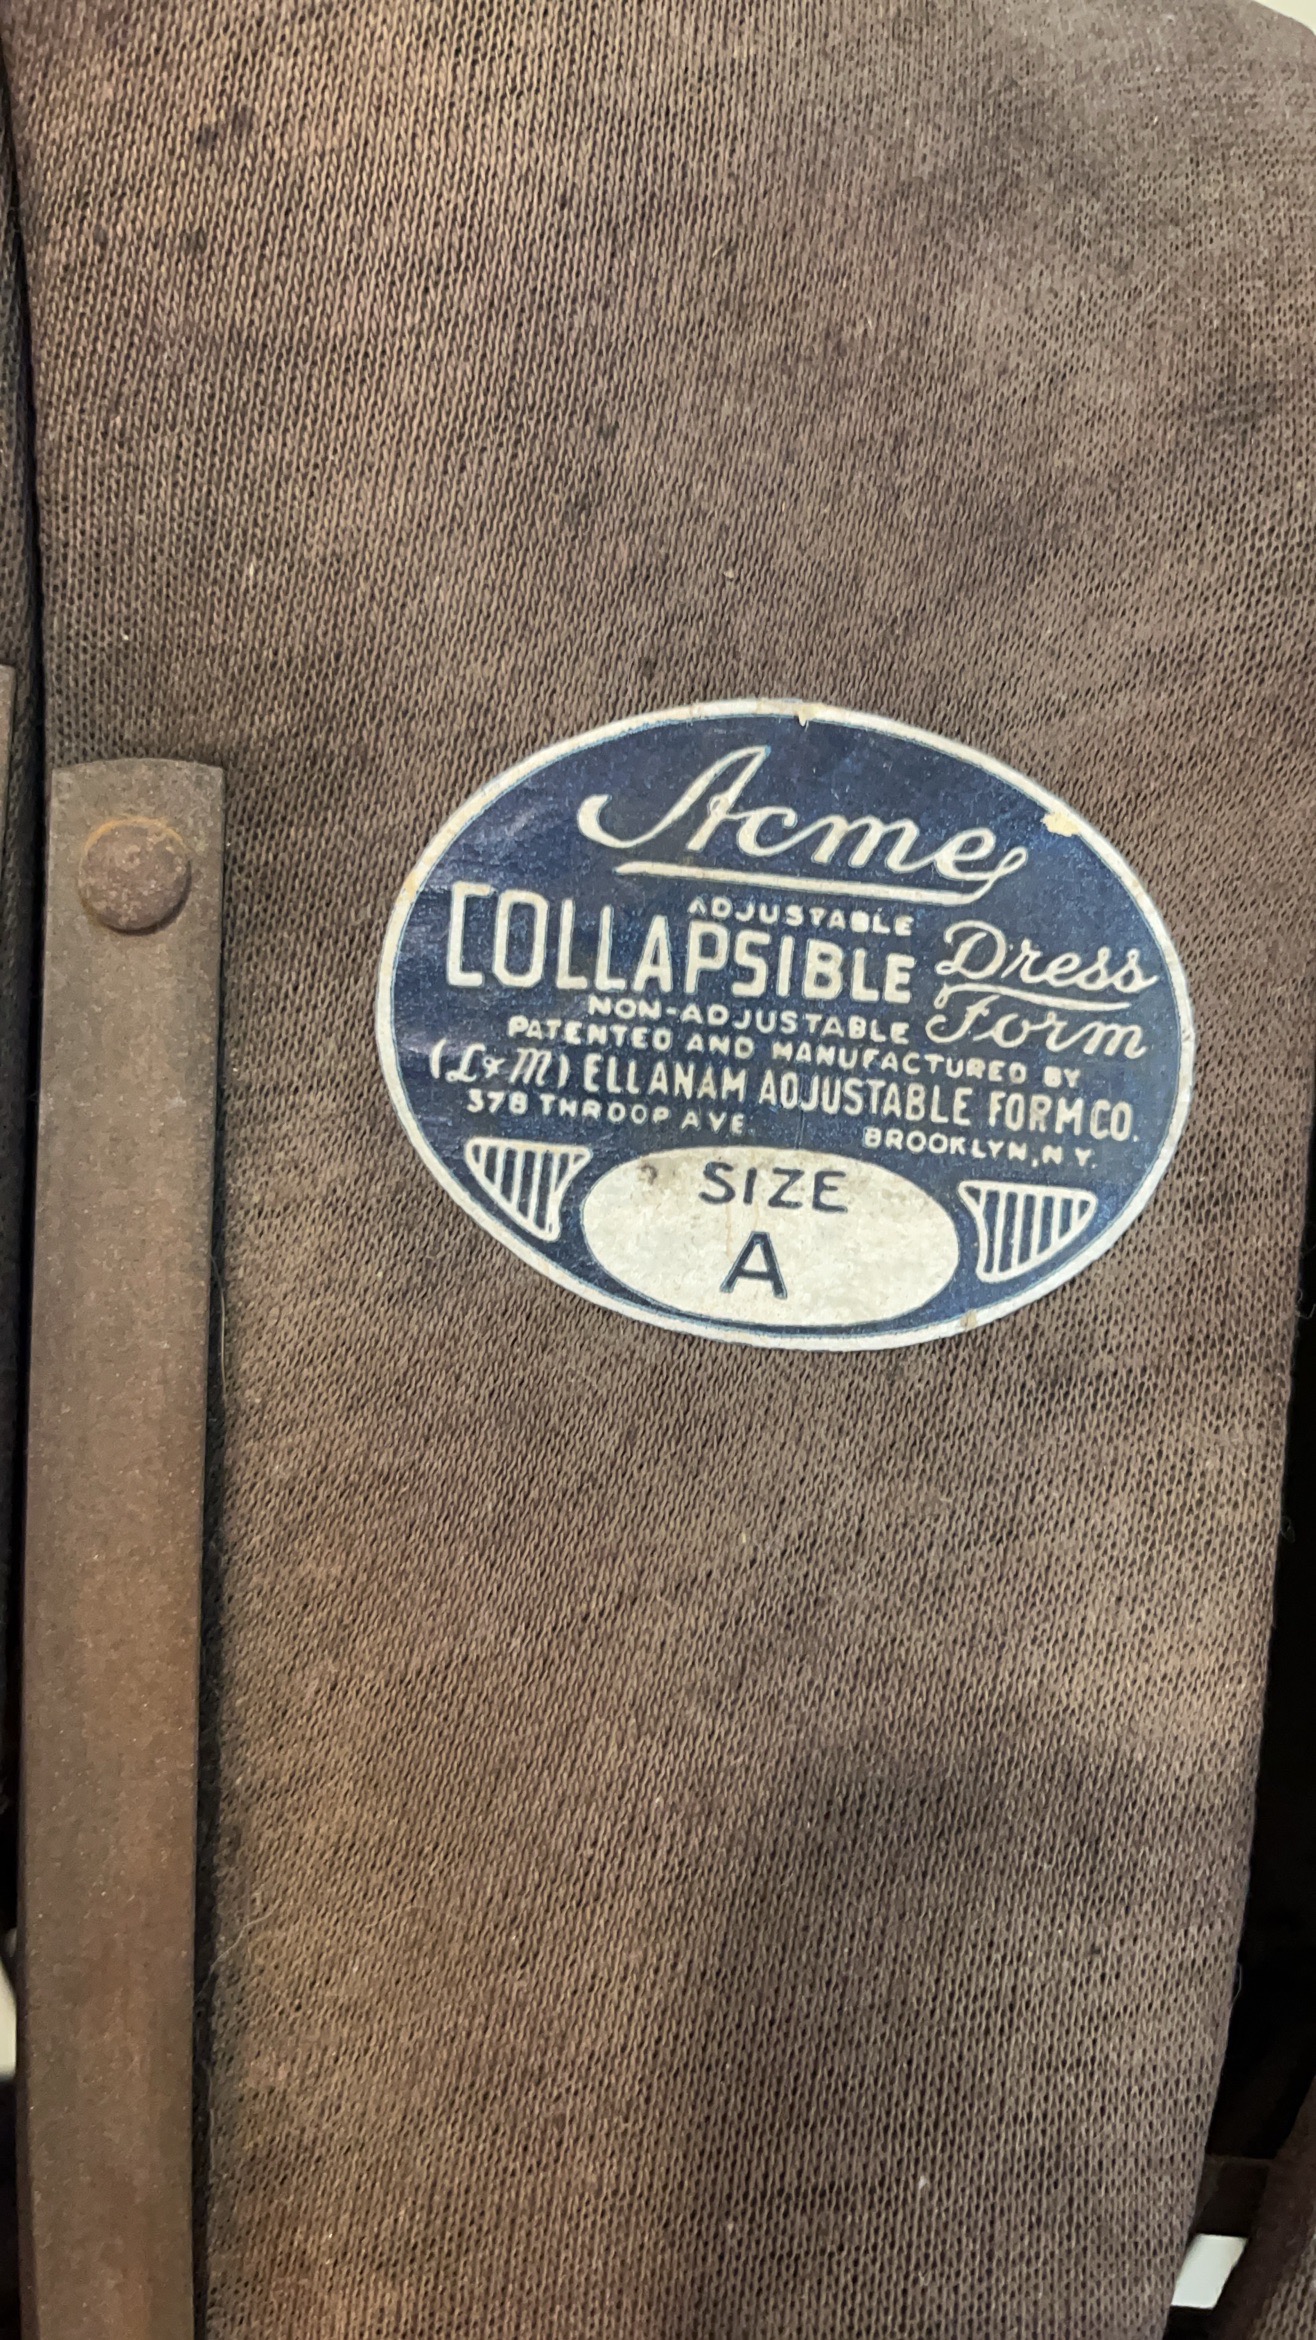 Acme
ADJUSTABLE
COLLAPSIBLE Dress Form
NON-ADJUSTABLE
PATENTED AND MANUFACTURED BY
(L&M) ELLANAM ADJUSTABLE FORM CO.
378 THROOP AVE. BROOKLYN, N.Y.
SIZE
A